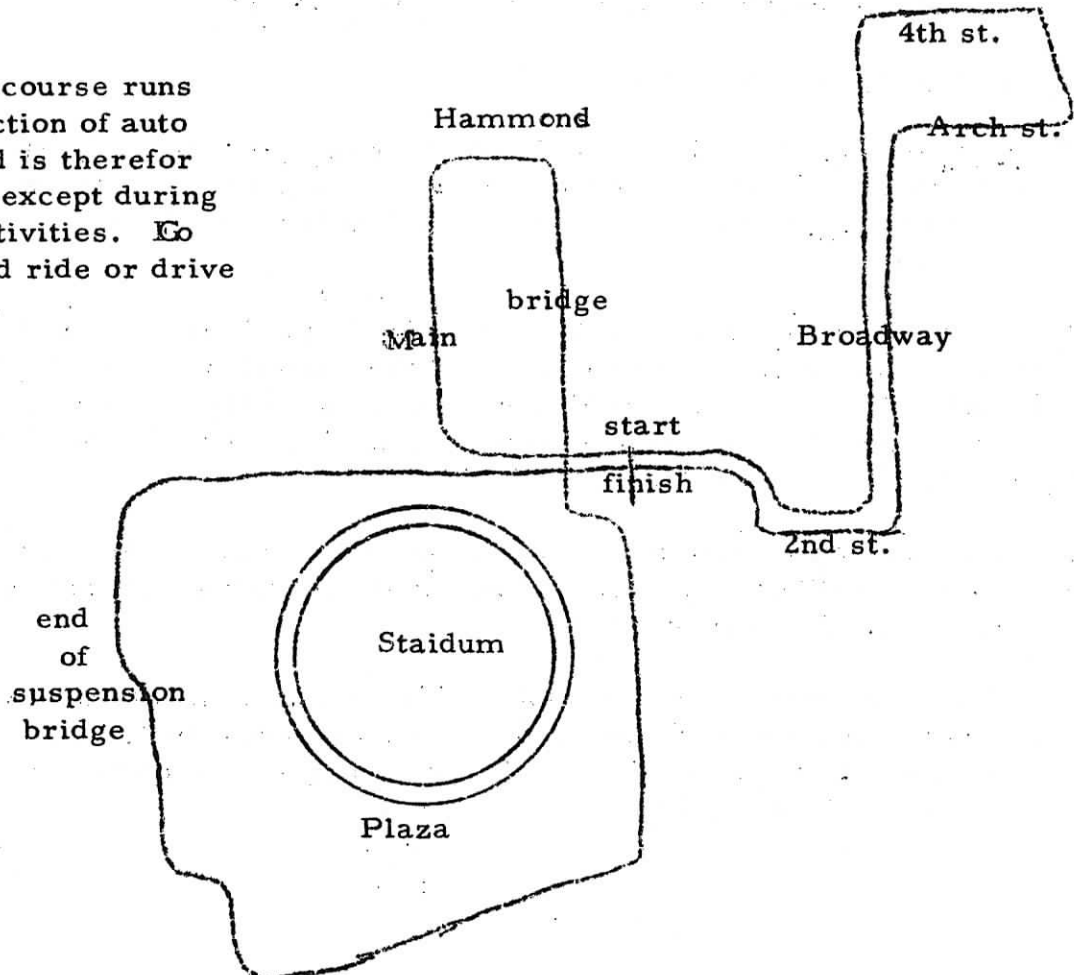 4th st.
course runs
ction of auto
Hammond
Arch st.
d is therefor
except during
tivities. Go
d ride or drive
bridge
Main
Broadway
start
finish
2nd st.
end
of
suspension
bridge
Staidum
Plaza